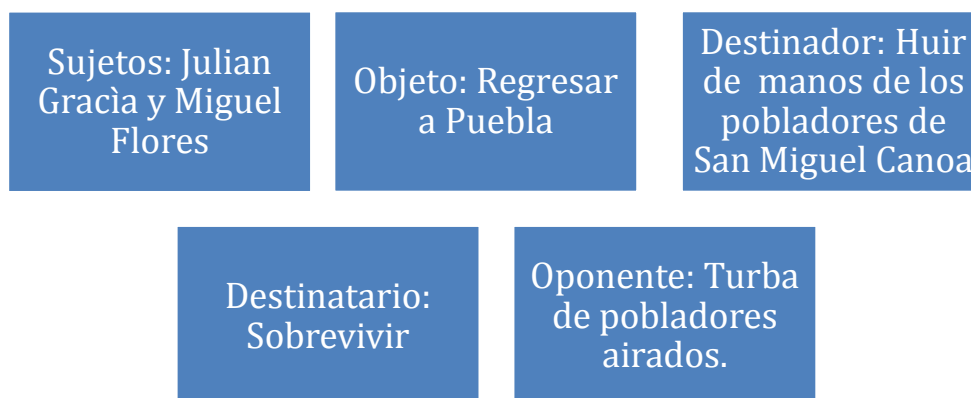 Sujetos: Julian
Gracìa y Miguel
Flores
Objeto: Regresar
a Puebla
Destinador: Huir
de manos de los
pobladores de
San Miguel Canoa
Destinatario:
Sobrevivir
Oponente: Turba
de pobladores
airados.